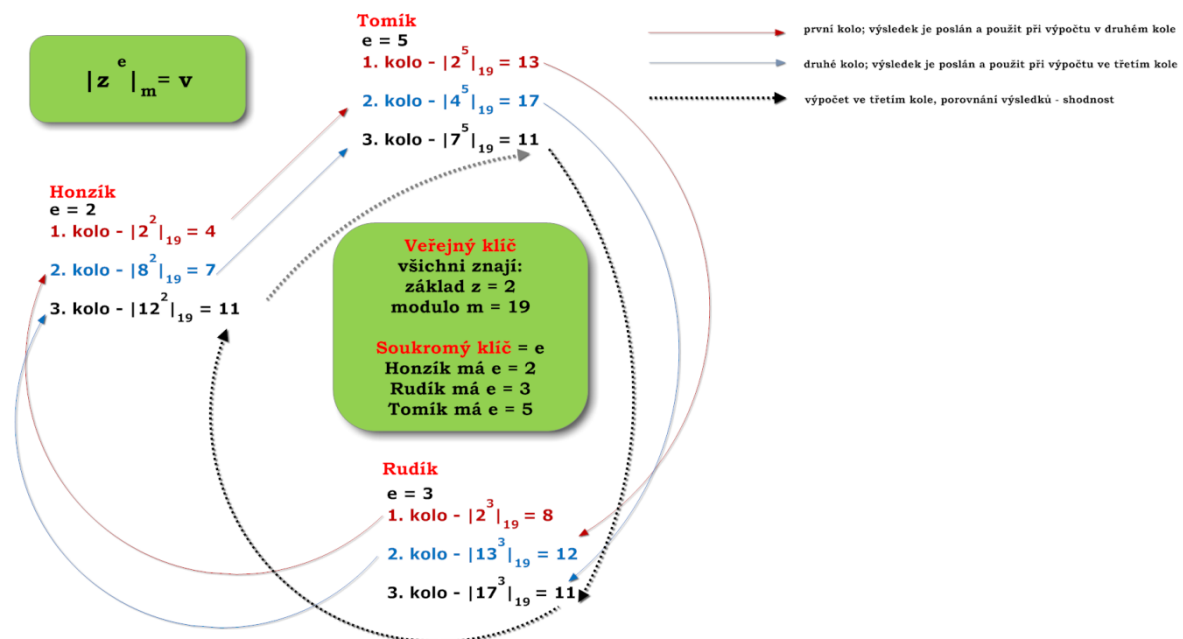 |z^e|_m = v
Tomík
e = 5
1. kolo - |2^5|_19 = 13
2. kolo - |4^5|_19 = 17
3. kolo - |7^5|_19 = 11
první kolo; výsledek je poslán a použit při výpočtu v druhém kole
druhé kolo; výsledek je poslán a použit při výpočtu ve třetím kole
výpočet ve třetím kole, porovnání výsledků - shodnost
Honzík
e = 2
1. kolo - |2^2|_19 = 4
2. kolo - |8^2|_19 = 7
3. kolo - |12^2|_19 = 11
Veřejný klíč
všichni znají:
základ z = 2
modulo m = 19
Soukromý klíč = e
Honzík má e = 2
Rudík má e = 3
Tomík má e = 5
Rudík
e = 3
1. kolo - |2^3|_19 = 8
2. kolo - |13^3|_19 = 12
3. kolo - |17^3|_19 = 11